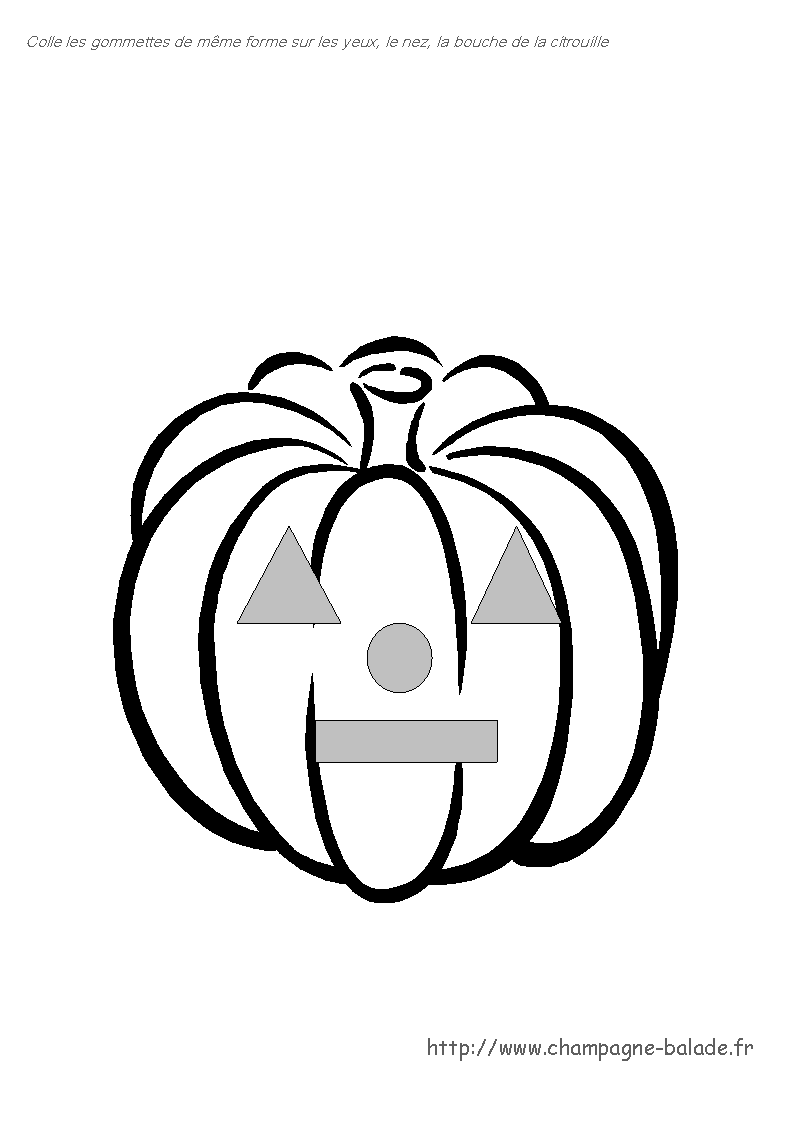 Colle les gommettes de même forme sur les yeux, le nez, la bouche de la citrouille
http://www.champagne-balade.fr